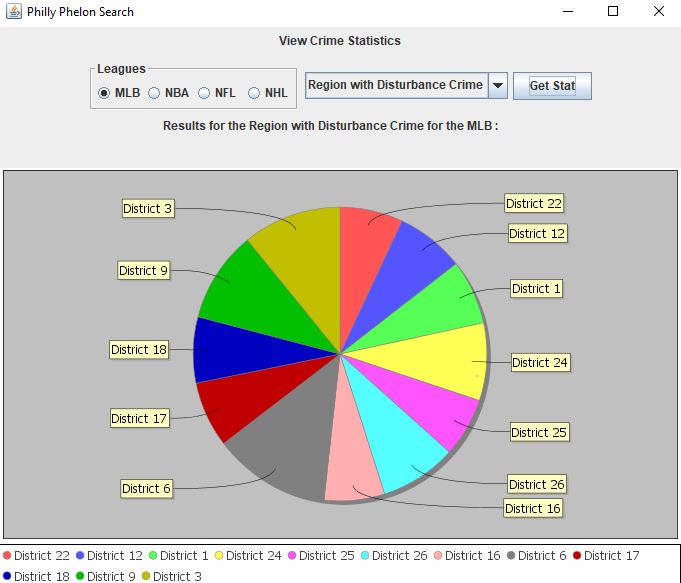 Philly Phelon Search
View Crime Statistics
Leagues
MLB NBA NFL NHL
Region with Disturbance Crime
Get Stat
Results for the Region with Disturbance Crime for the MLB :
District 3
District 22
District 12
District 9
District 1
District 18
District 24
District 17
District 25
District 6
District 26
District 16
District 22 District 12 District 1 District 24 District 25 District 26 District 16 District 6 District 17
District 18 District 9 District 3